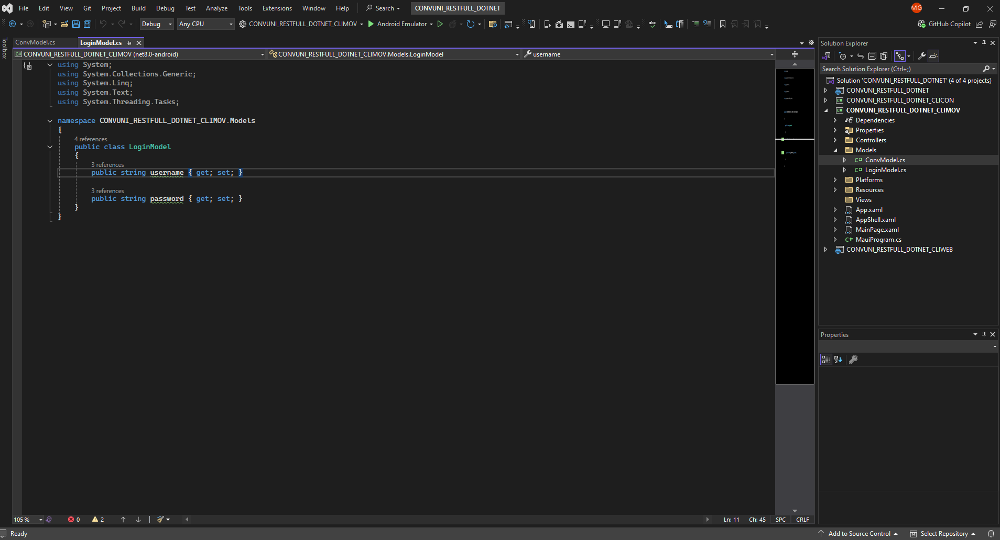 File Edit View Git Project Build Debug Test Analyze Tools Extensions Window Help Search CONVUNI_RESTFULL_DOTNET MG
Debug Any CPU CONVUNI_RESTFULL_DOTNET_CLIMOV Android Emulator GitHub Copilot
Toolbox
ConvModel.cs LoginModel.cs
CONVUNI_RESTFULL_DOTNET_CLIMOV (net8.0-android) CONVUNI_RESTFULL_DOTNET_CLIMOV.Models.LoginModel username
using System;
using System.Collections.Generic;
using System.Linq;
using System.Text;
using System.Threading.Tasks;
namespace CONVUNI_RESTFULL_DOTNET_CLIMOV.Models
{
4 references
public class LoginModel
{
3 references
public string username { get; set; }
3 references
public string password { get; set; }
}
}
105 % 0 2 Ln: 11 Ch: 45 SPC CRLF
Solution Explorer
Search Solution Explorer (Ctrl+;)
Solution 'CONVUNI_RESTFULL_DOTNET' (4 of 4 projects)
CONVUNI_RESTFULL_DOTNET
C# CONVUNI_RESTFULL_DOTNET_CLICON
C# CONVUNI_RESTFULL_DOTNET_CLIMOV
Dependencies
Properties
Controllers
Models
C# ConvModel.cs
C# LoginModel.cs
Platforms
Resources
Views
App.xaml
AppShell.xaml
MainPage.xaml
C# MauiProgram.cs
CONVUNI_RESTFULL_DOTNET_CLIWEB
Properties
Ready Add to Source Control Select Repository